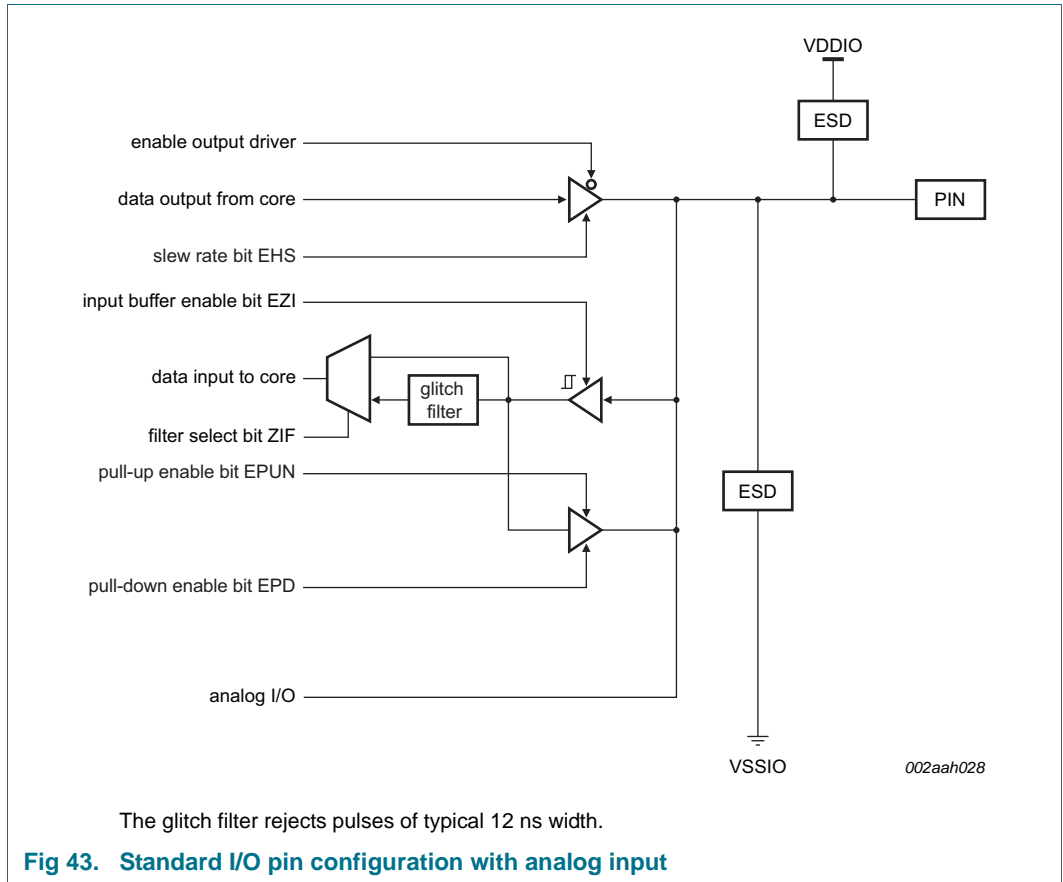 VDDIO
ESD
enable output driver
data output from core
PIN
slew rate bit EHS
input buffer enable bit EZI
data input to core
glitch
filter
filter select bit ZIF
pull-up enable bit EPUN
ESD
pull-down enable bit EPD
analog I/O
VSSIO
002aah028
The glitch filter rejects pulses of typical 12 ns width.
Fig 43. Standard I/O pin configuration with analog input